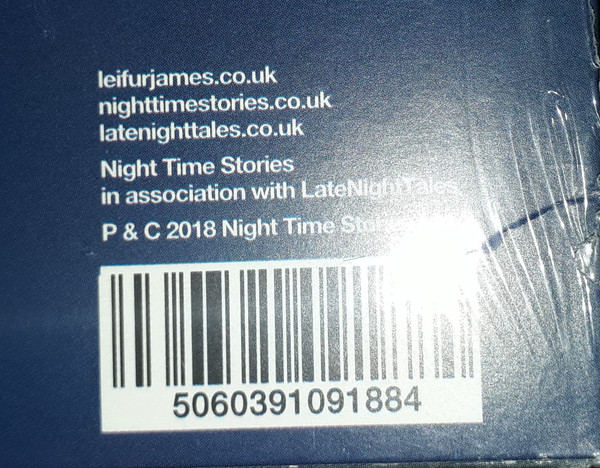 leifurjames.co.uk
nighttimestories.co.uk
latenighttales.co.uk
Night Time Stories
in association with LateNightTales
P & C 2018 Night Time
5060391091884